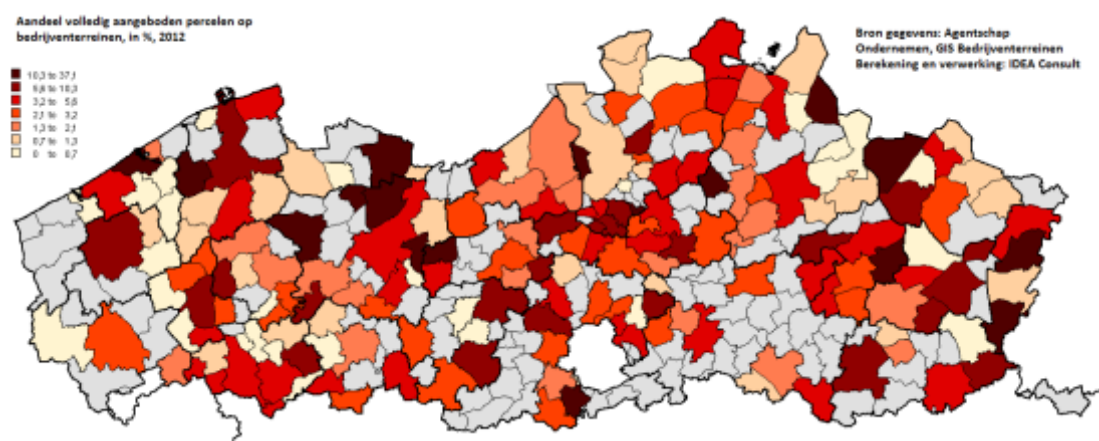 Aandeel volledig aangeboden percelen op
bedrijventerreinen, in %, 2012
Bron gegevens: Agentschap
Ondernemen, GIS Bedrijventerreinen
Berekening en verwerking: IDEA Consult
10,3 to 37,1
5,6 to 10,3
3,2 to 5,6
2,1 to 3,2
1,3 to 2,1
0,7 to 1,3
0 to 0,7